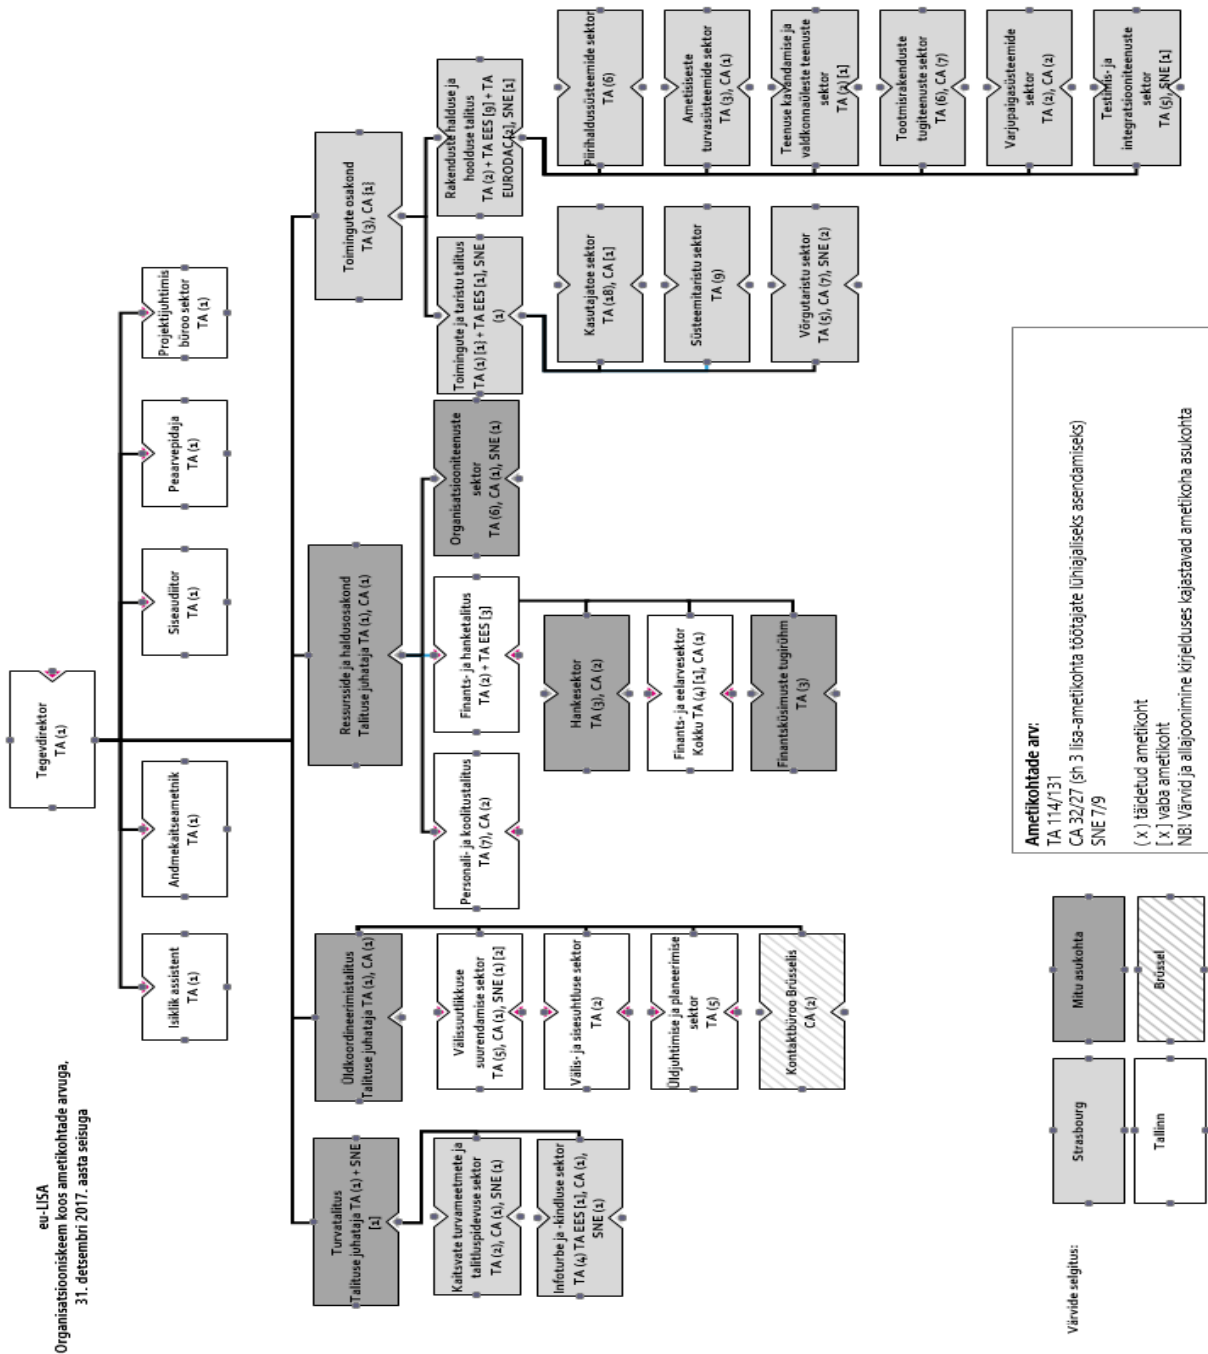 eu-LISA
Organisatsiooniskeem koos ametikohtade arvuga,
31. detsembri 2017. aasta seisuga
Tegevdirektor
TA (1)
Isiklik assistent
TA (1)
Andmekaitseametnik
TA (1)
Siseaudiitor
TA (1)
Peaarvepidaja
TA (1)
Projektijuhtimis
büroo sektor
TA (1)
Turvatalitus
Talituse juhataja TA (1) + SNE
[1]
Kaitsvate turvameetmete ja
talitluspidevuse sektor
TA (2), CA (1), SNE (1)
Infoturbe ja -kindluse sektor
TA (4) TA EES [1], CA (1),
SNE (1)
Üldkoordineerimistalitus
Talituse juhataja TA (1), CA (1)
Välissuutlikkuse
suurendamise sektor
TA (5), CA (1), SNE (1) [2]
Välis- ja sisesuhtluse sektor
TA (2)
Üldjuhtimise ja planeerimise
sektor
TA (5)
Kontaktbüroo Brüsselis
CA (2)
Ressursside ja haldusosakond
Talituse juhataja TA (1), CA (1)
Personali- ja koolitustalitus
TA (7), CA (2)
Finants- ja hanketalitus
TA (2) + TA EES [3]
Hankesektor
TA (3), CA (2)
Finants- ja eelarvesektor
Kokku TA (4) [1], CA (1)
Finantsküsimuste tugirühm
TA (3)
Organisatsiooniteenuste
sektor
TA (6), CA (1), SNE (1)
Toimingute osakond
TA (3), CA [1]
Toimingute ja taristu talitus
TA (1) [1] + TA EES [1], SNE
(1)
Kasutajatoe sektor
TA (18), CA [1]
Süsteemitaristu sektor
TA (9)
Võrgutaristu sektor
TA (5), CA (7), SNE (2)
Rakenduste halduse ja
hoolduse talitus
TA (2) + TA EES [9] + TA
EURODAC [2], SNE [1]
Piirihaldussüsteemide sektor
TA (6)
Ametisiseste
turvasüsteemide sektor
TA (3), CA (1)
Teenuse kavandamise ja
valdkonnaüleste teenuste
sektor
TA (2) [1]
Tootmisrakenduste
tugiteenuste sektor
TA (6), CA (7)
Varjupaigasüsteemide
sektor
TA (2), CA (2)
Testimis- ja
integratsiooniteenuste
sektor
TA (5), SNE [1]
Värvide selgitus:
Strasbourg
Mitu asukohta
Tallinn
Brüssel
Ametikohtade arv:
TA 114/131
CA 32/27 (sh 3 lisa-ametikohta töötajate lühiajaliseks asendamiseks)
SNE 7/9
( x ) täidetud ametikoht
[ x ] vaba ametikoht
NB! Värvid ja allajoonimine kirjelduses kajastavad ametikoha asukohta